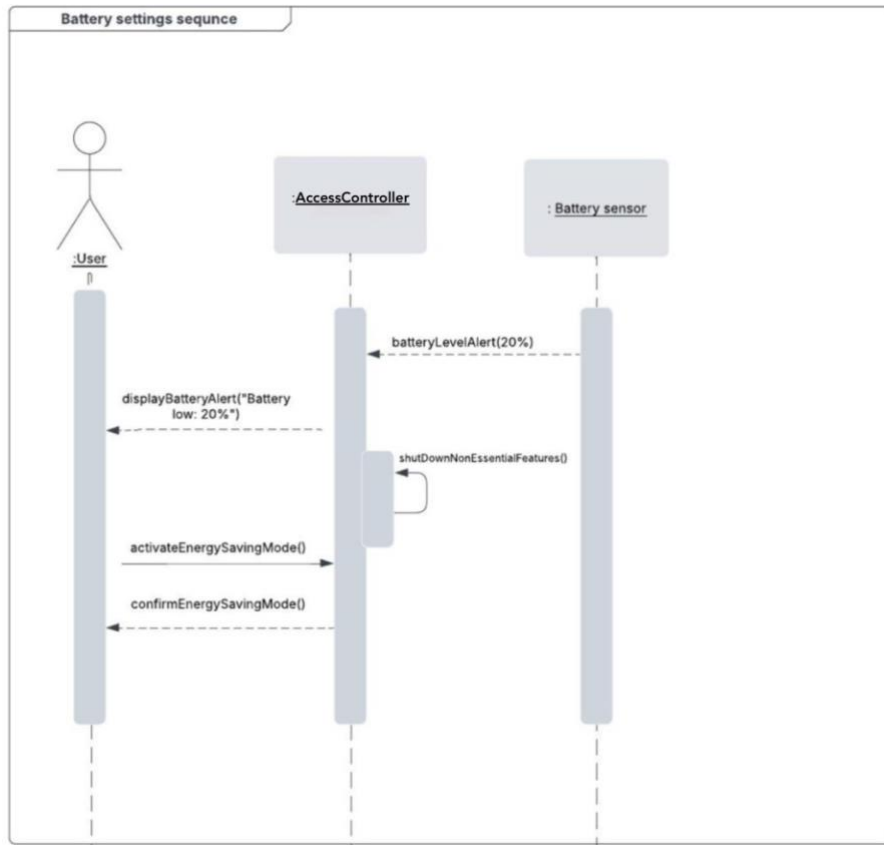 Battery settings sequnce
:AccessController
: Battery sensor
:User
batteryLevelAlert(20%)
displayBatteryAlert("Battery
low: 20%")
shutDownNonEssentialFeatures()
activateEnergySavingMode()
confirmEnergySavingMode()